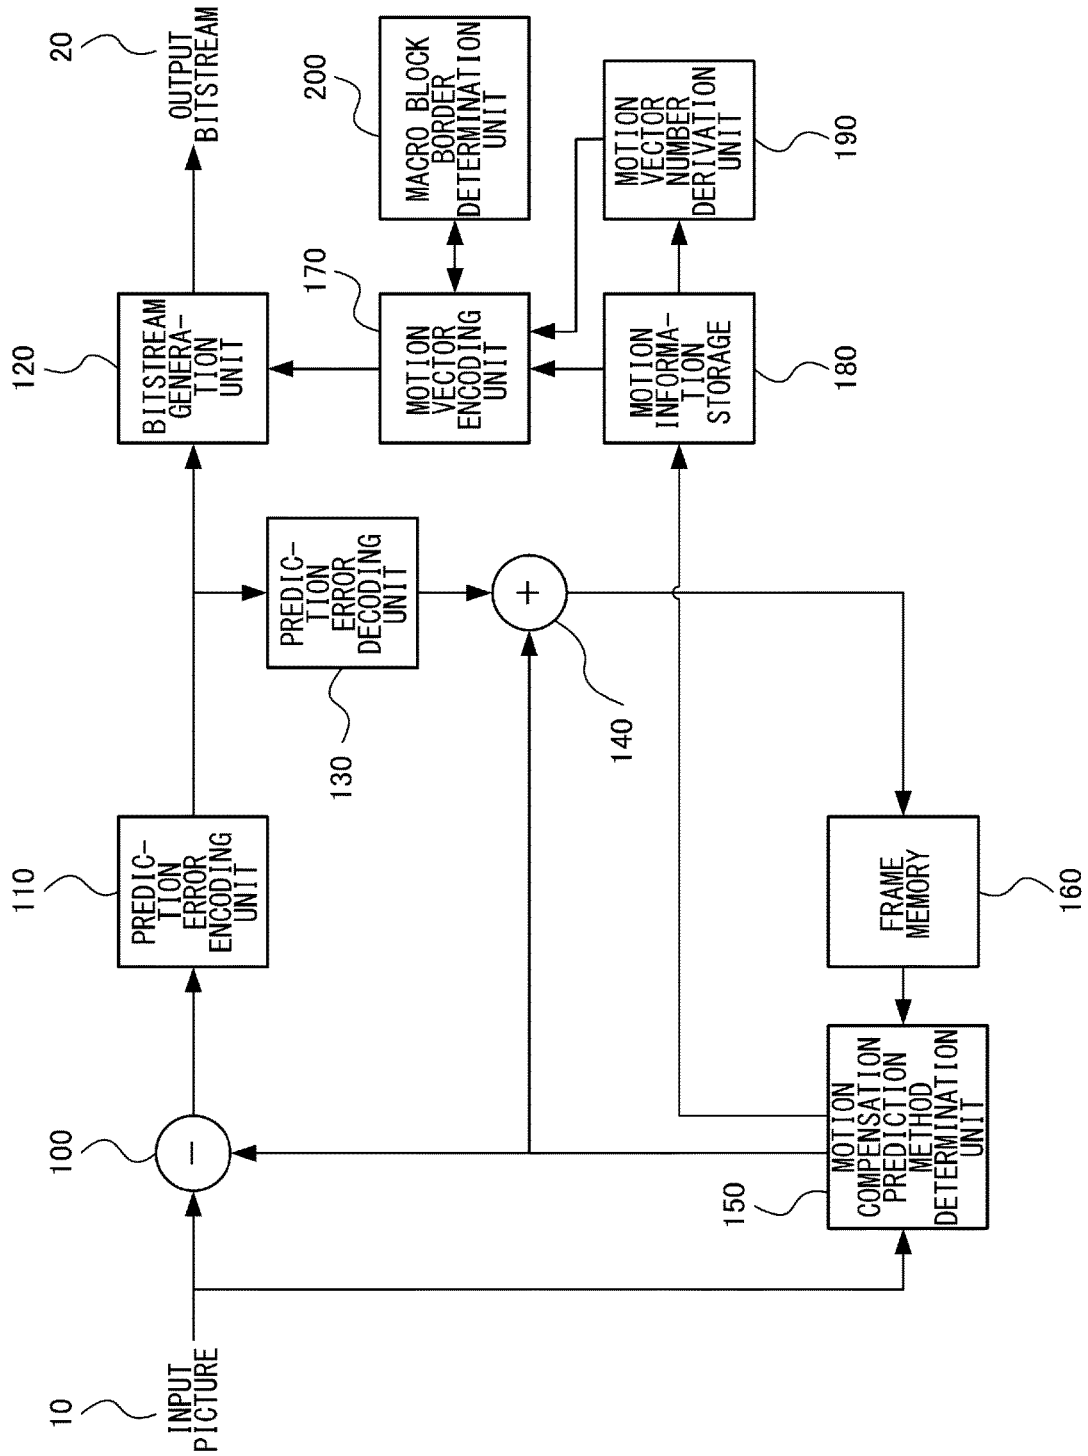 10
INPUT
PICTURE
100
−
110
PREDIC-
TION
ERROR
ENCODING
UNIT
120
BITSTREAM
GENERA-
TION
UNIT
20
OUTPUT
BITSTREAM
130
PREDIC-
TION
ERROR
DECODING
UNIT
140
+
170
MOTION
VECTOR
ENCODING
UNIT
200
MACRO BLOCK
BORDER
DETERMINATION
UNIT
150
MOTION
COMPENSATION
PREDICTION
METHOD
DETERMINATION
UNIT
160
FRAME
MEMORY
180
MOTION
INFORMA-
TION
STORAGE
190
MOTION
VECTOR
NUMBER
DERIVATION
UNIT